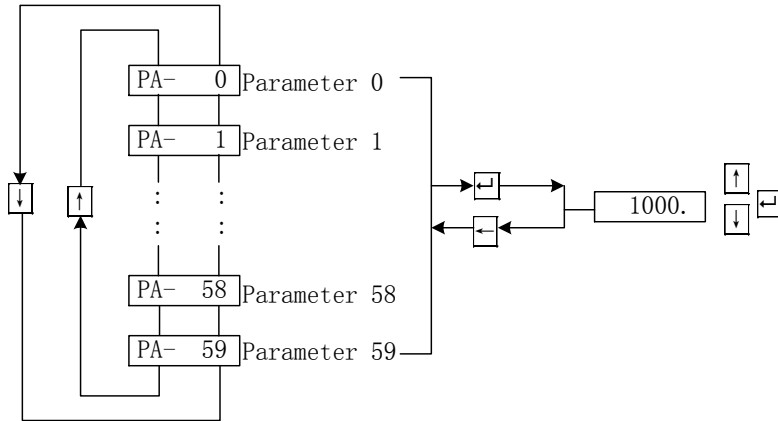 PA- 0 Parameter 0
PA- 1 Parameter 1
↓ ↑ : : ↵ ← 1000. ↑ ↓ ↵
PA- 58 Parameter 58
PA- 59 Parameter 59